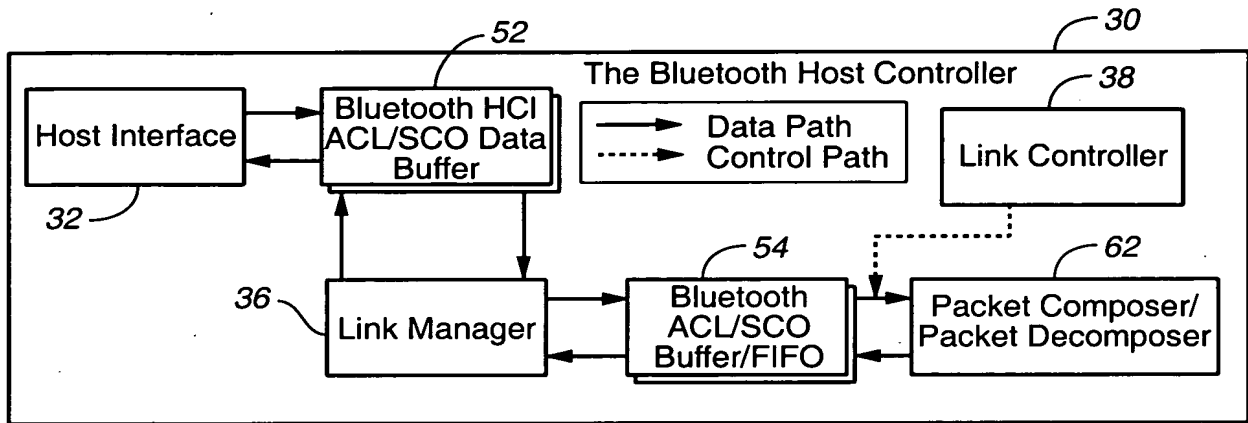 30
52
The Bluetooth Host Controller
38
Host Interface
Bluetooth HCI
ACL/SCO Data
Buffer
Data Path
Control Path
Link Controller
32
54
62
36
Link Manager
Bluetooth
ACL/SCO
Buffer/FIFO
Packet Composer/
Packet Decomposer